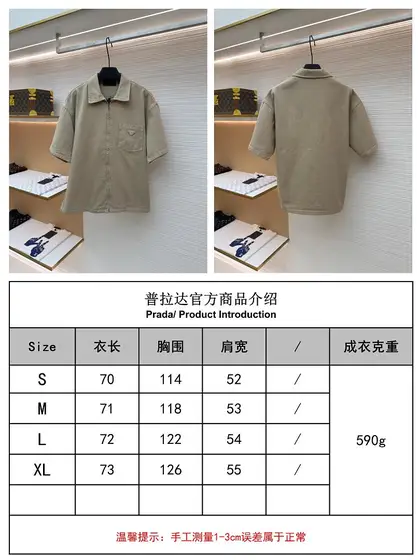 普拉达官方商品介绍
Prada/ Product Introduction
Size 衣长 胸围 肩宽 / 成衣克重
S 70 114 52 /
M 71 118 53 /
L 72 122 54 /
XL 73 126 55 /
590g
温馨提示：手工测量1-3cm误差属于正常